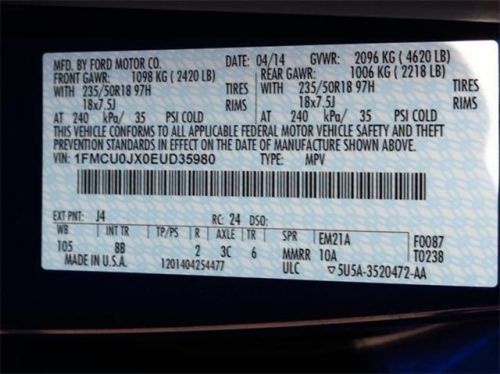 MFD. BY FORD MOTOR CO. DATE: 04/14 GVWR: 2096 KG (4620 LB)
FRONT GAWR: 1098 KG (2420 LB) REAR GAWR: 1006 KG (2218 LB)
WITH 235/50R18 97H TIRES WITH 235/50R18 97H TIRES
18x7.5J RIMS 18x7.5J RIMS
AT 240 kPa/ 35 PSI COLD AT 240 kPa/ 35 PSI COLD
THIS VEHICLE CONFORMS TO ALL APPLICABLE FEDERAL MOTOR VEHICLE SAFETY AND THEFT
PREVENTION STANDARDS IN EFFECT ON THE DATE OF MANUFACTURE SHOWN ABOVE.
VIN: 1FMCU0JX0EUD35980 TYPE: MPV
EXT PNT: J4 RC: 24 DSO:
WB INT TR TP/PS R AXLE TR SPR EM21A F0087
105 8B 2 3C 6 MMRR 10A T0238
MADE IN U.S.A. 1201404254477 ULC ▽5U5A-3520472-AA